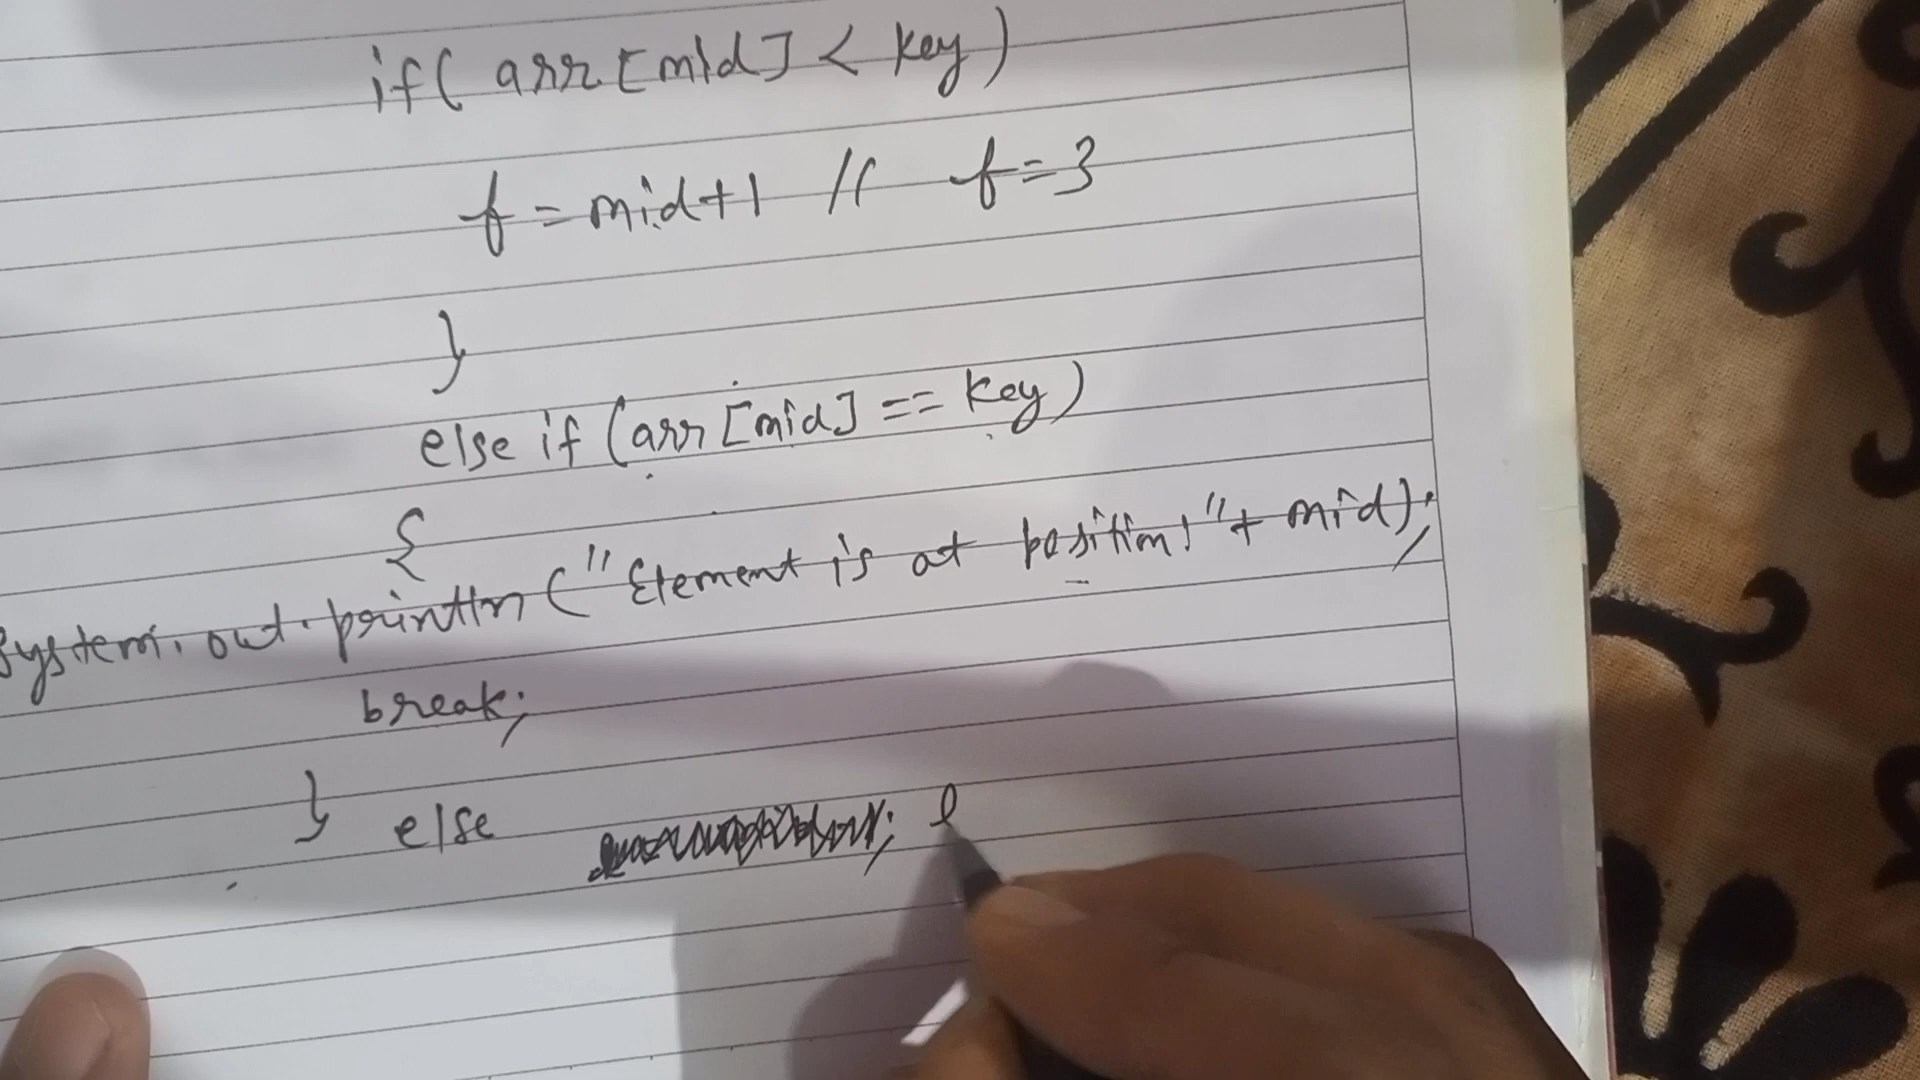 if( arr[mid] < key)
f = mid+1 // f=3
}
else if (arr[mid] == key)
{
System.out.println("Element is at position!"+ mid);
break;
} else l